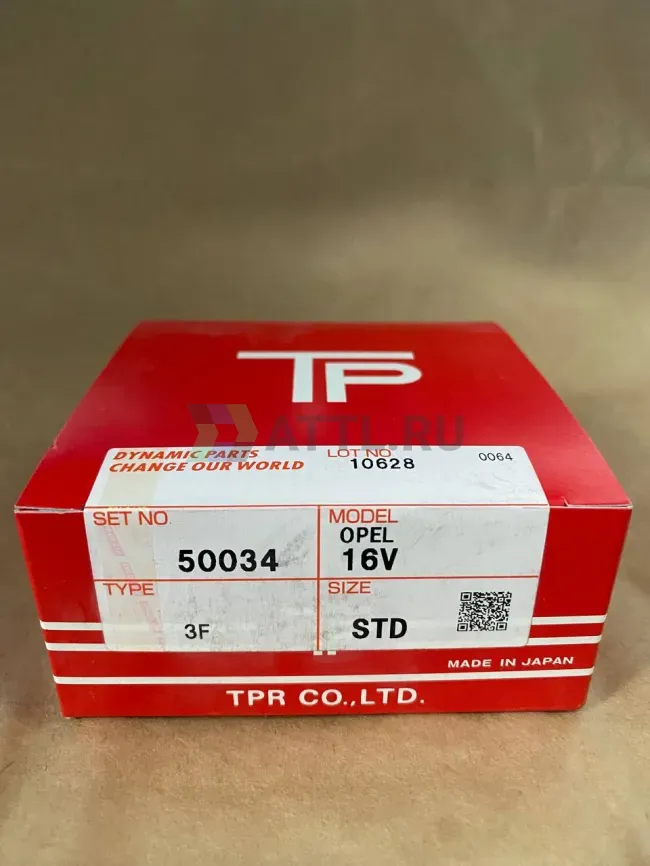 TP
ATTL.RU
DYNAMIC PARTS
CHANGE OUR WORLD
LOT NO
10628
0064
SET NO
50034
MODEL
OPEL
16V
TYPE
3F
SIZE
STD
MADE IN JAPAN
TPR CO.,LTD.